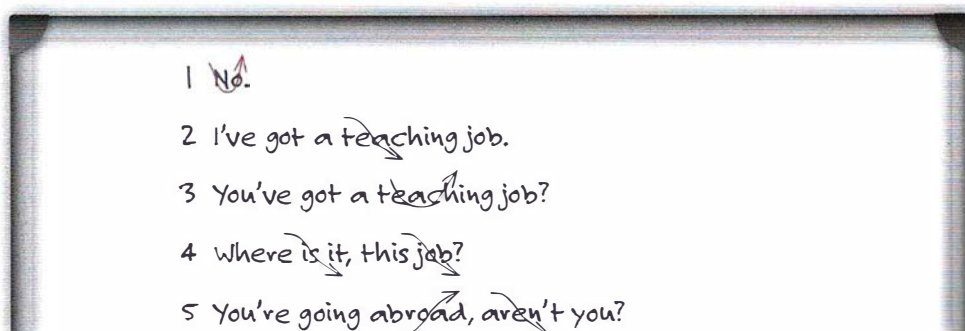 1 No.
2 I've got a teaching job.
3 You've got a teaching job?
4 Where is it, this job?
5 You're going abroad, aren't you?